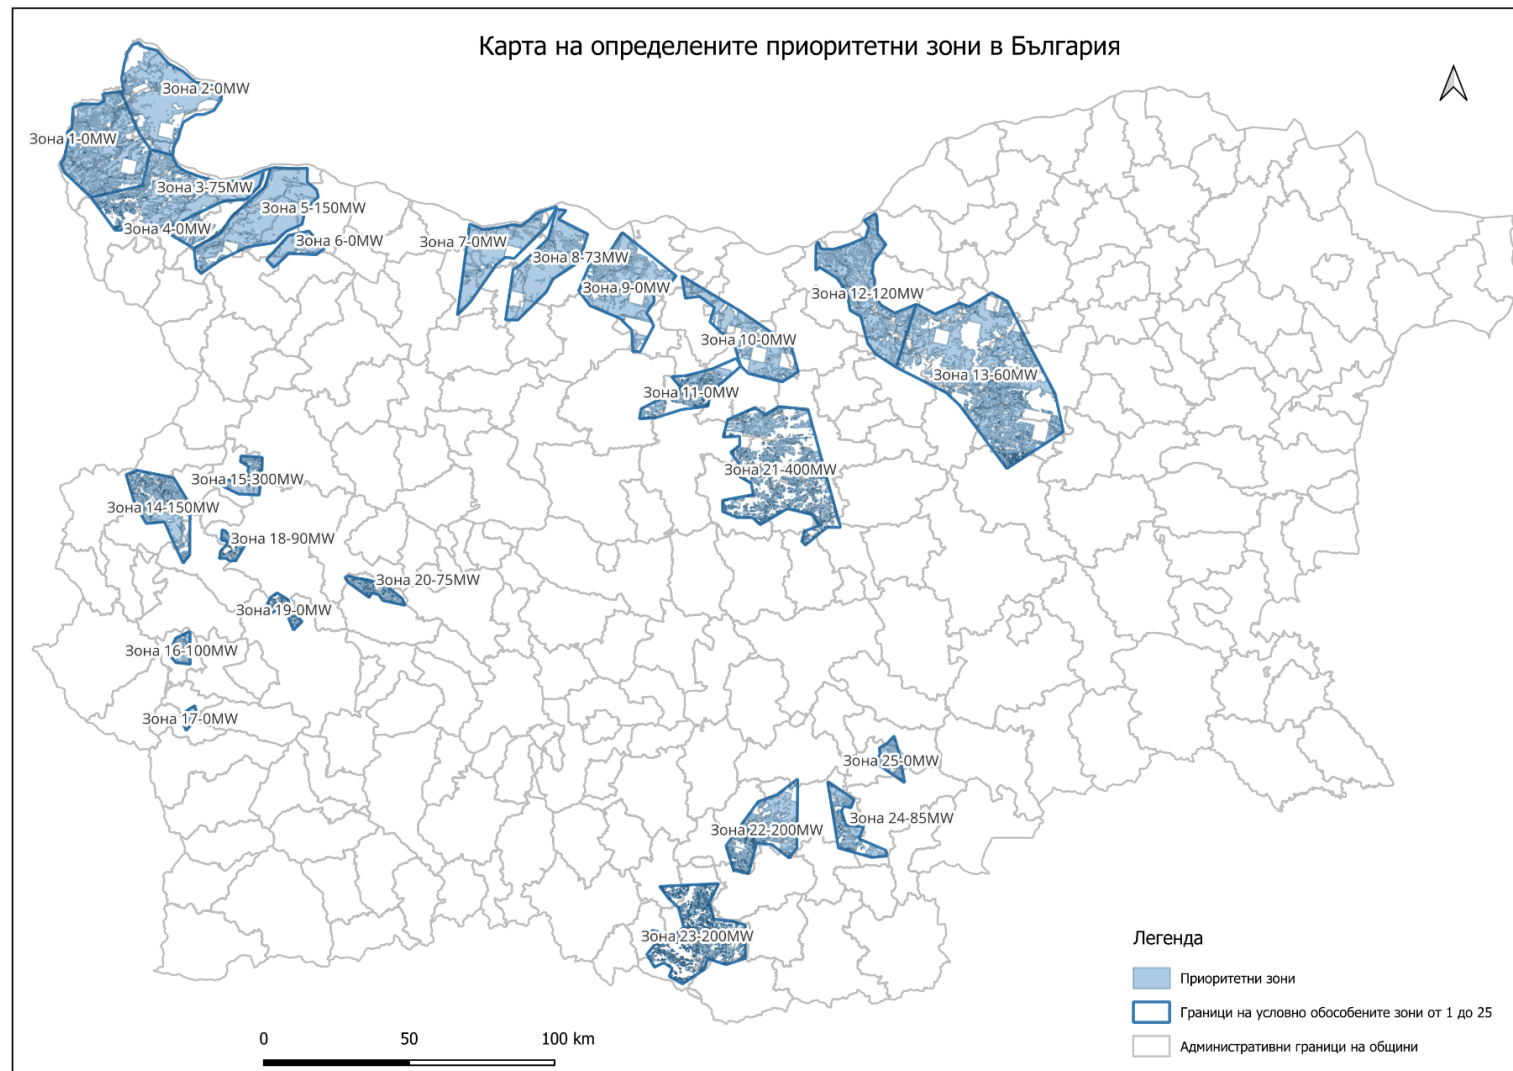 Карта на определените приоритетни зони в България
Зона 2-0MW
Зона 1-0MW
Зона 3-75MW
Зона 5-150MW
Зона 4-0MW
Зона 6-0MW
Зона 7-0MW
Зона 8-73MW
Зона 9-0MW
Зона 12-120MW
Зона 10-0MW
Зона 13-60MW
Зона 11-0MW
Зона 21-400MW
Зона 15-300MW
Зона 14-150MW
Зона 18-90MW
Зона 20-75MW
Зона 19-0MW
Зона 16-100MW
Зона 17-0MW
Зона 25-0MW
Зона 24-85MW
Зона 22-200MW
Зона 23-200MW
Легенда
Приоритетни зони
Граници на условно обособените зони от 1 до 25
Административни граници на общини
0 50 100 km